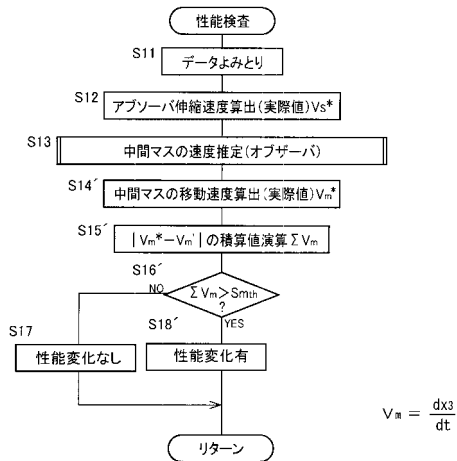 性能検査
S11
データよみとり
S12
アブソーバ伸縮速度算出(実際値)Vs*
S13
中間マスの速度推定(オブザーバ)
S14´
中間マスの移動速度算出(実際値)Vm*
S15´
|Vm*-Vm'|の積算値演算ΣVm
S16´
NO
ΣVm>Smth
?
YES
S17
S18´
性能変化なし
性能変化有
Vm = dx3/dt
リターン